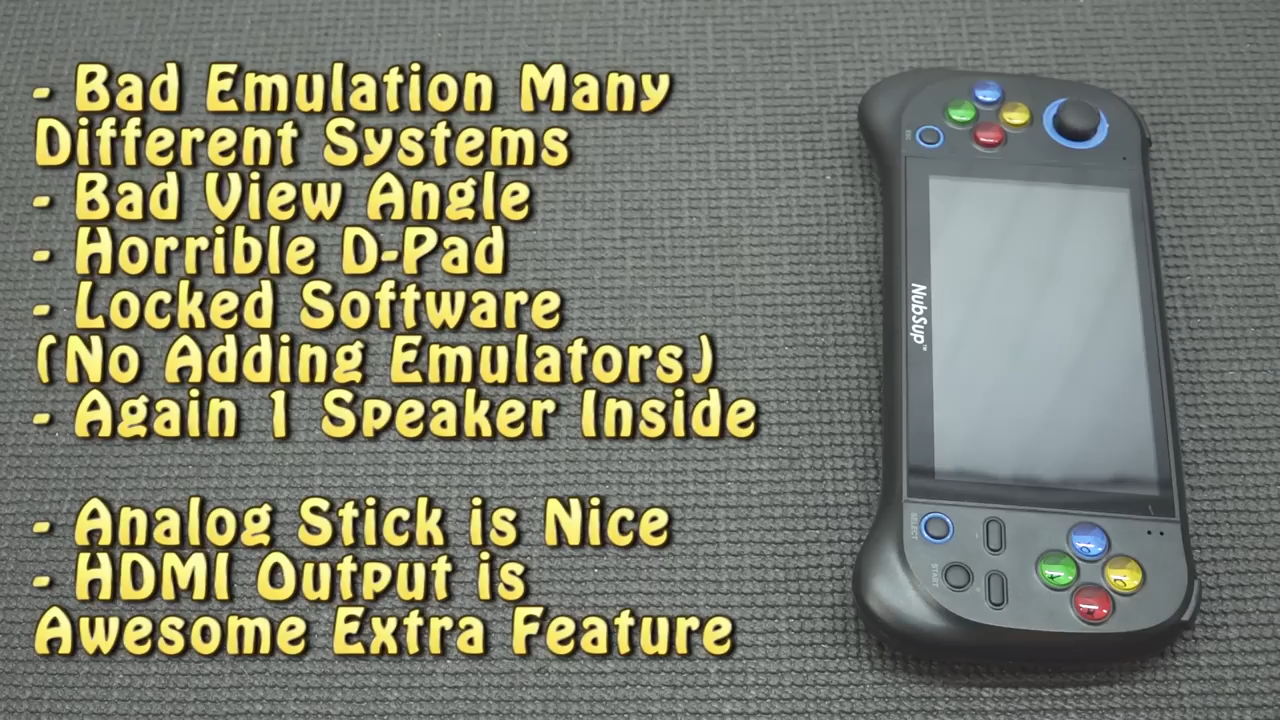 - Bad Emulation Many
Different Systems
- Bad View Angle
- Horrible D-Pad
- Locked Software
(No Adding Emulators)
- Again 1 Speaker Inside
- Analog Stick is Nice
- HDMI Output is
Awesome Extra Feature
NubSup™
SELECT
START